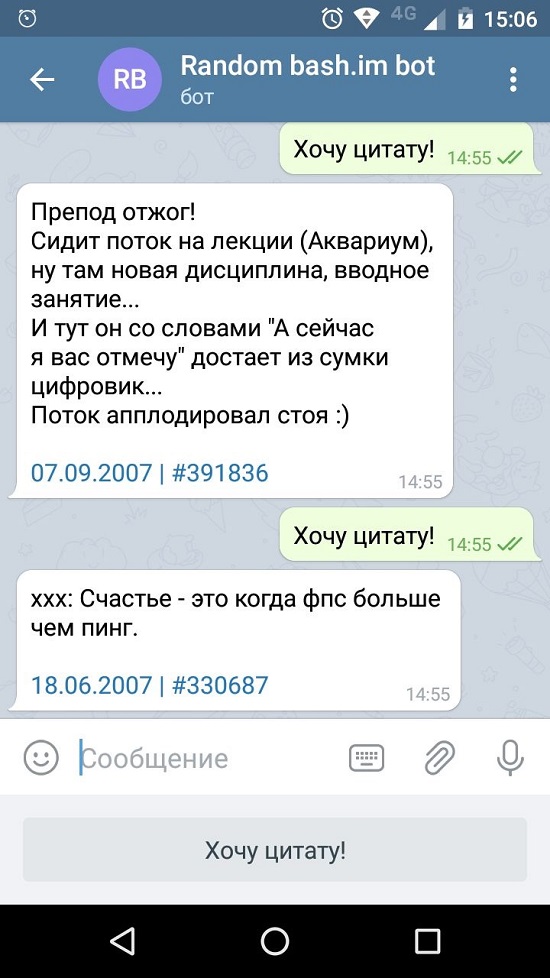 4G 15:06
RB
Random bash.im bot
бот
Хочу цитату! 14:55
Препод отжог!
Сидит поток на лекции (Аквариум),
ну там новая дисциплина, вводное
занятие...
И тут он со словами "А сейчас
я вас отмечу" достает из сумки
цифровик...
Поток апплодировал стоя :)
07.09.2007 | #391836 14:55
Хочу цитату! 14:55
xxx: Счастье - это когда фпс больше
чем пинг.
18.06.2007 | #330687 14:55
Сообщение
Хочу цитату!